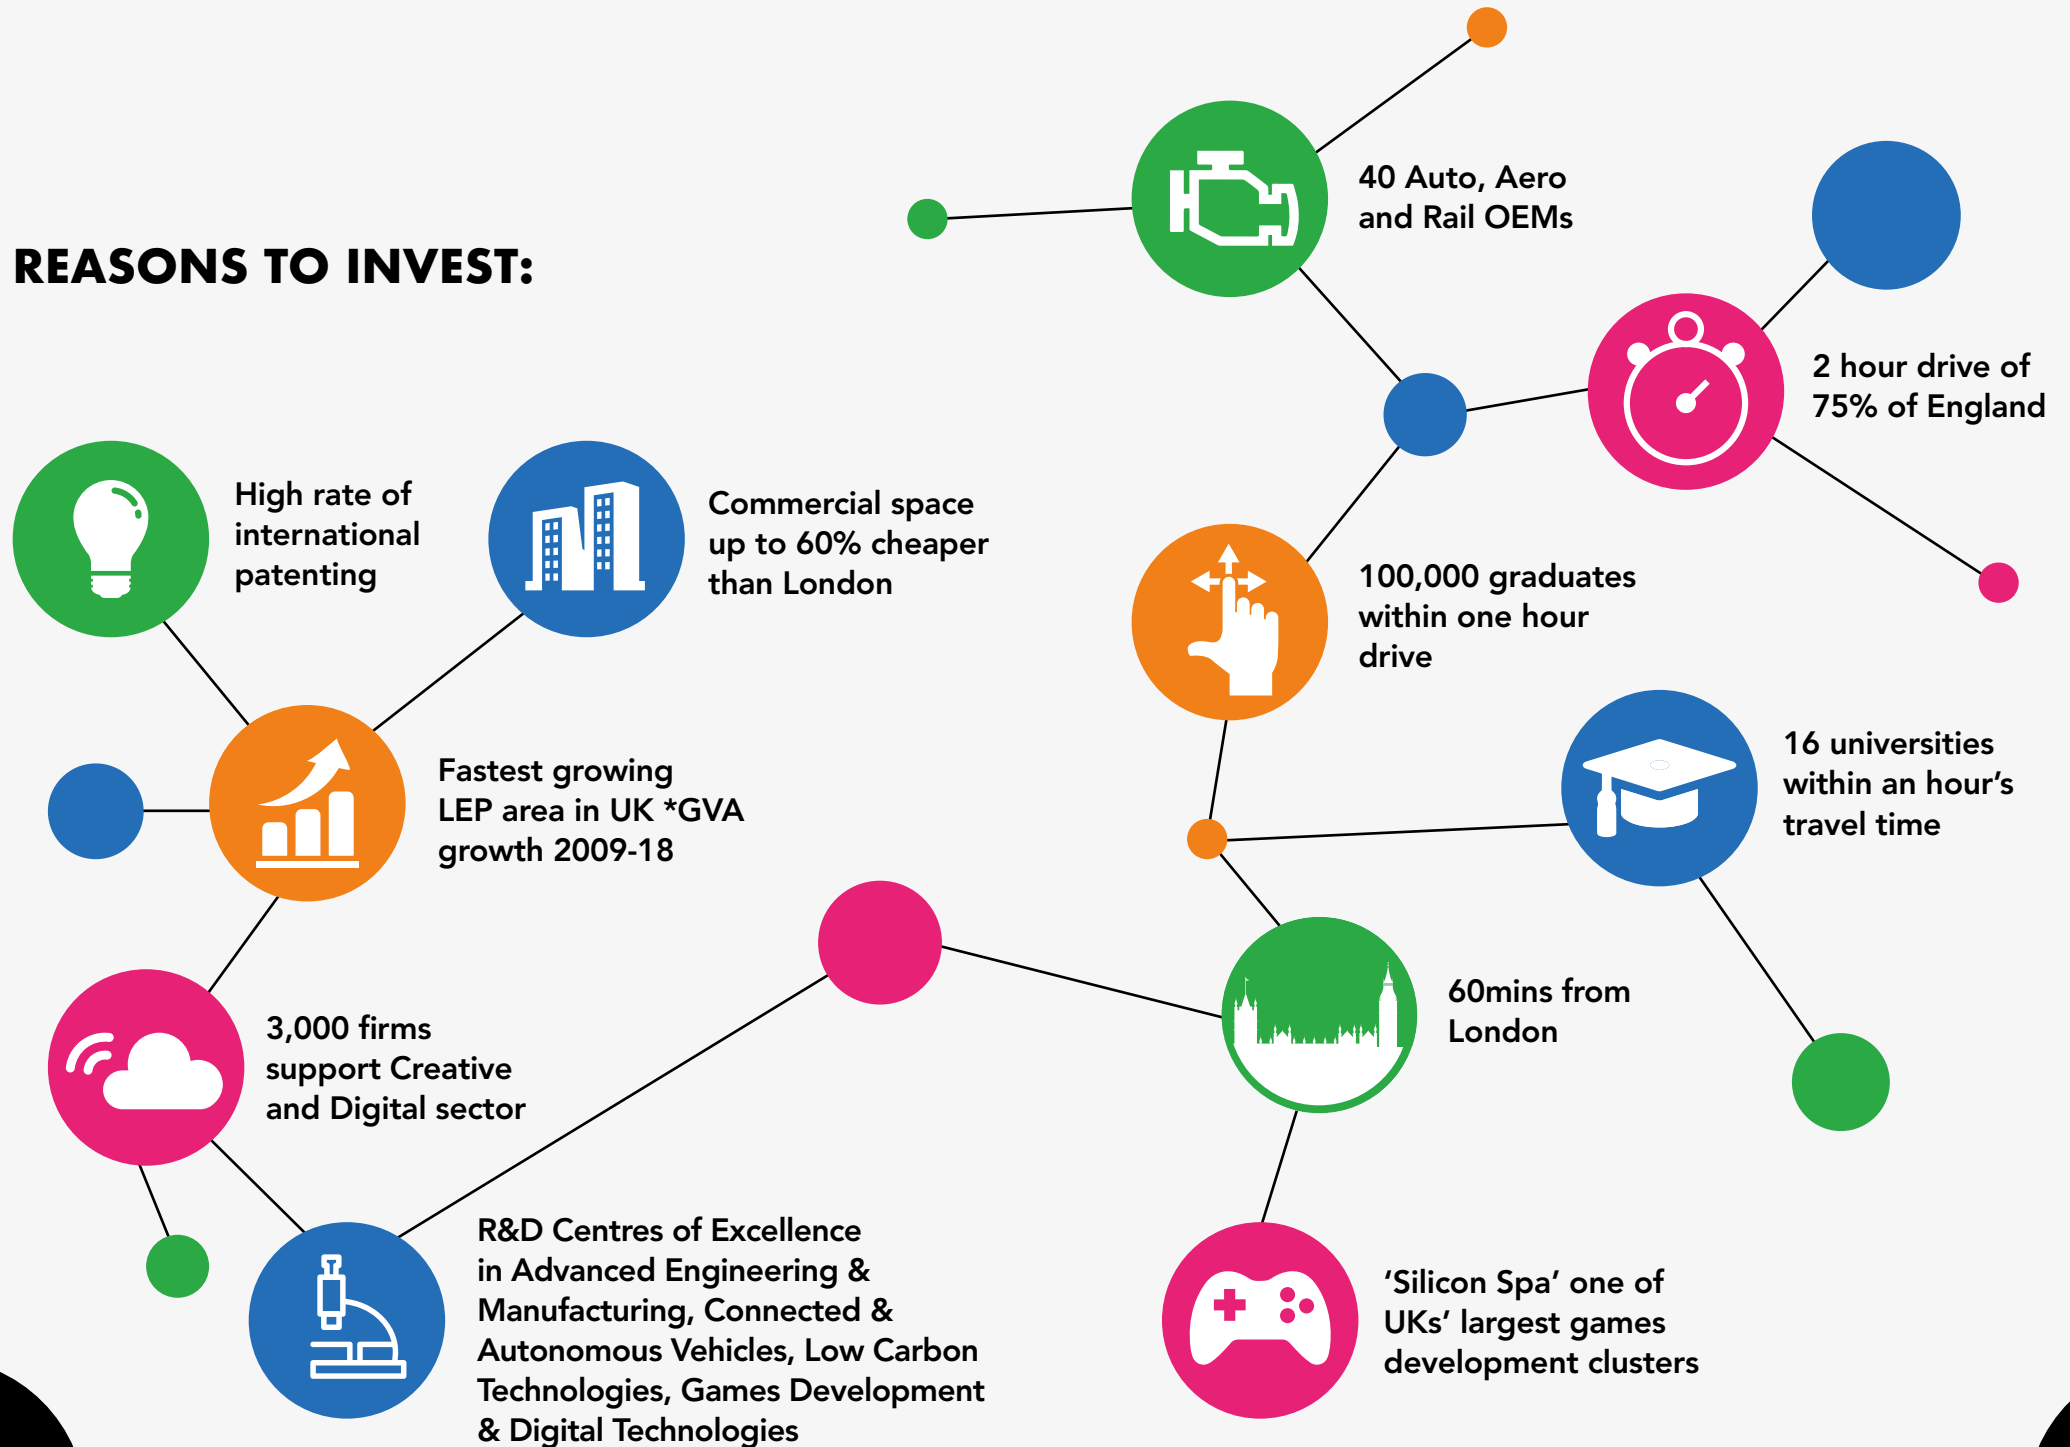 REASONS TO INVEST:
High rate of
international
patenting
Commercial space
up to 60% cheaper
than London
Fastest growing
LEP area in UK *GVA
growth 2009-18
3,000 firms
support Creative
and Digital sector
R&D Centres of Excellence
in Advanced Engineering &
Manufacturing, Connected &
Autonomous Vehicles, Low Carbon
Technologies, Games Development
& Digital Technologies
40 Auto, Aero
and Rail OEMs
2 hour drive of
75% of England
100,000 graduates
within one hour
drive
16 universities
within an hour’s
travel time
60mins from
London
‘Silicon Spa’ one of
UKs’ largest games
development clusters